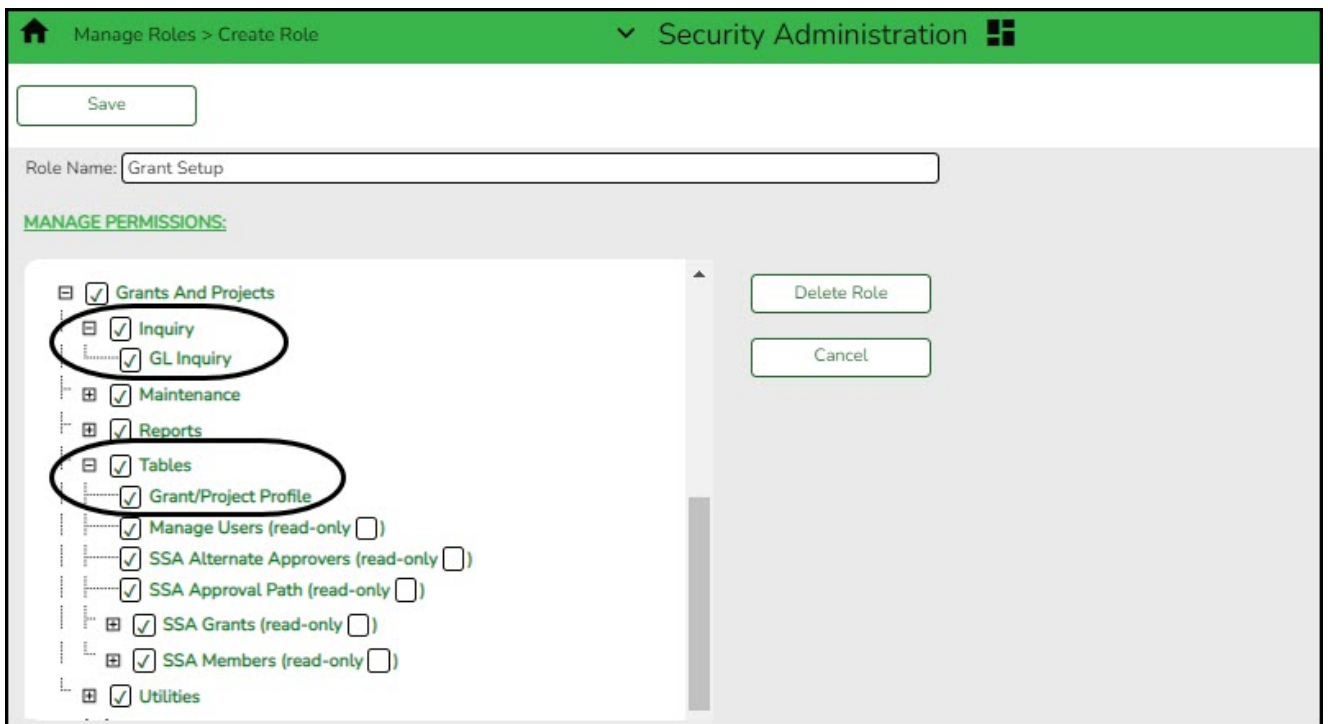 Manage Roles > Create Role
Security Administration
Save
Role Name: Grant Setup
MANAGE PERMISSIONS:
Grants And Projects
Inquiry
GL Inquiry
Maintenance
Reports
Tables
Grant/Project Profile
Manage Users (read-only )
SSA Alternate Approvers (read-only )
SSA Approval Path (read-only )
SSA Grants (read-only )
SSA Members (read-only )
Utilities
Delete Role
Cancel